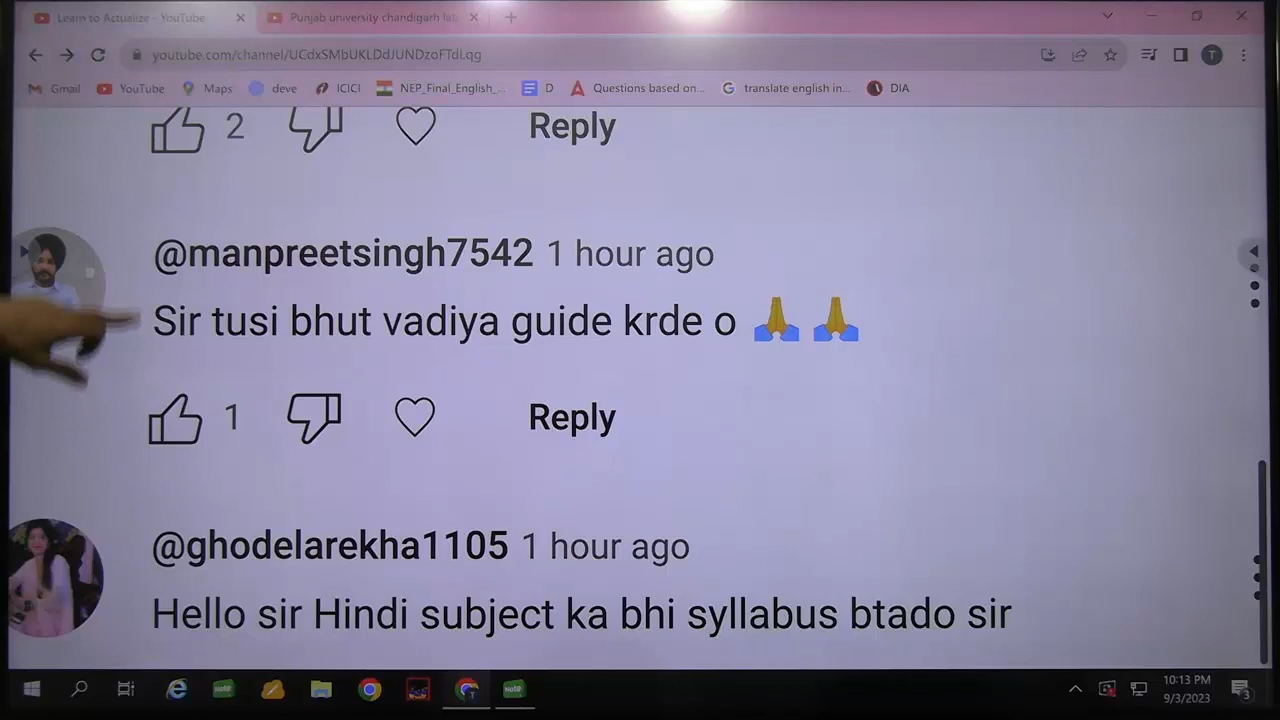 Learn to Actualize - YouTube
Punjab university chandigarh lat
youtube.com/channel/UCdxSMbUKLDdJUNDzoFTdLqg
T
Gmail YouTube Maps deve ICICI NEP_Final_English_... D Questions based on... translate english in... DIA
2 Reply
@manpreetsingh7542 1 hour ago
Sir tusi bhut vadiya guide krde o 🙏 🙏
1 Reply
@ghodelarekha1105 1 hour ago
Hello sir Hindi subject ka bhi syllabus btado sir
10:13 PM
9/3/2023
3